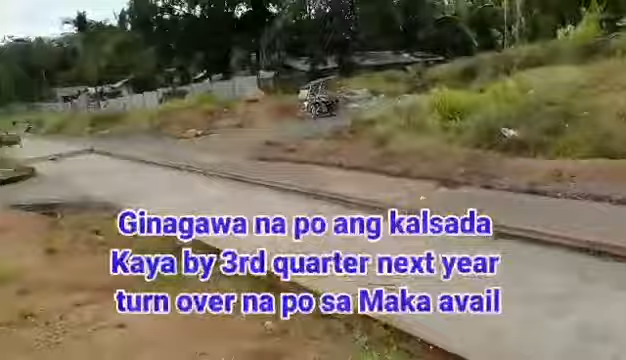 Ginagawa na po ang kalsada
Kaya by 3rd quarter next year
turn over na po sa Maka avail